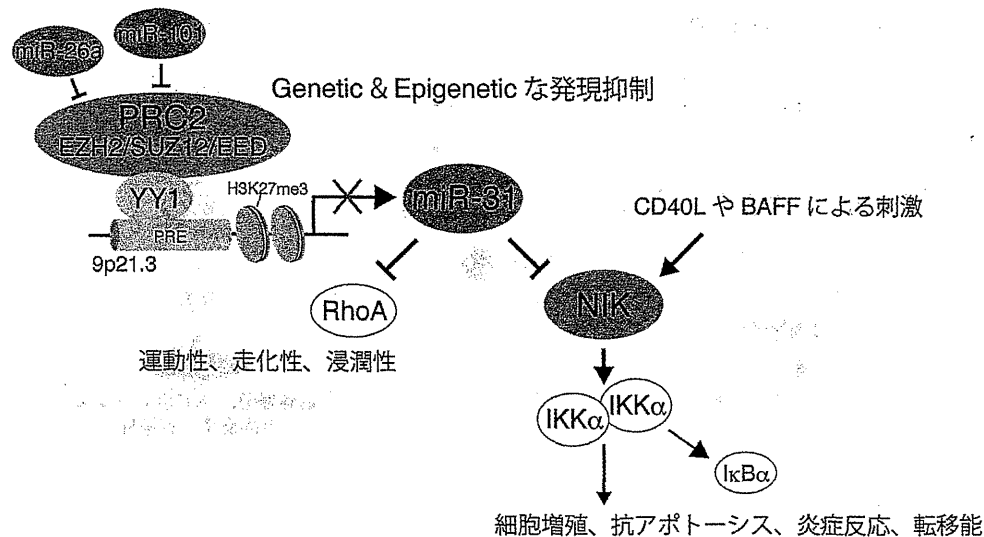 miR-26a
miR-101
Genetic & Epigenetic な発現抑制
PRC2
EZH2/SUZ12/EED
YY1
H3K27me3
miR-31
CD40L や BAFF による刺激
PRE
9p21.3
RhoA
NIK
運動性、走化性、浸潤性
IKKα
IKKα
IκBα
細胞増殖、抗アポトーシス、炎症反応、転移能